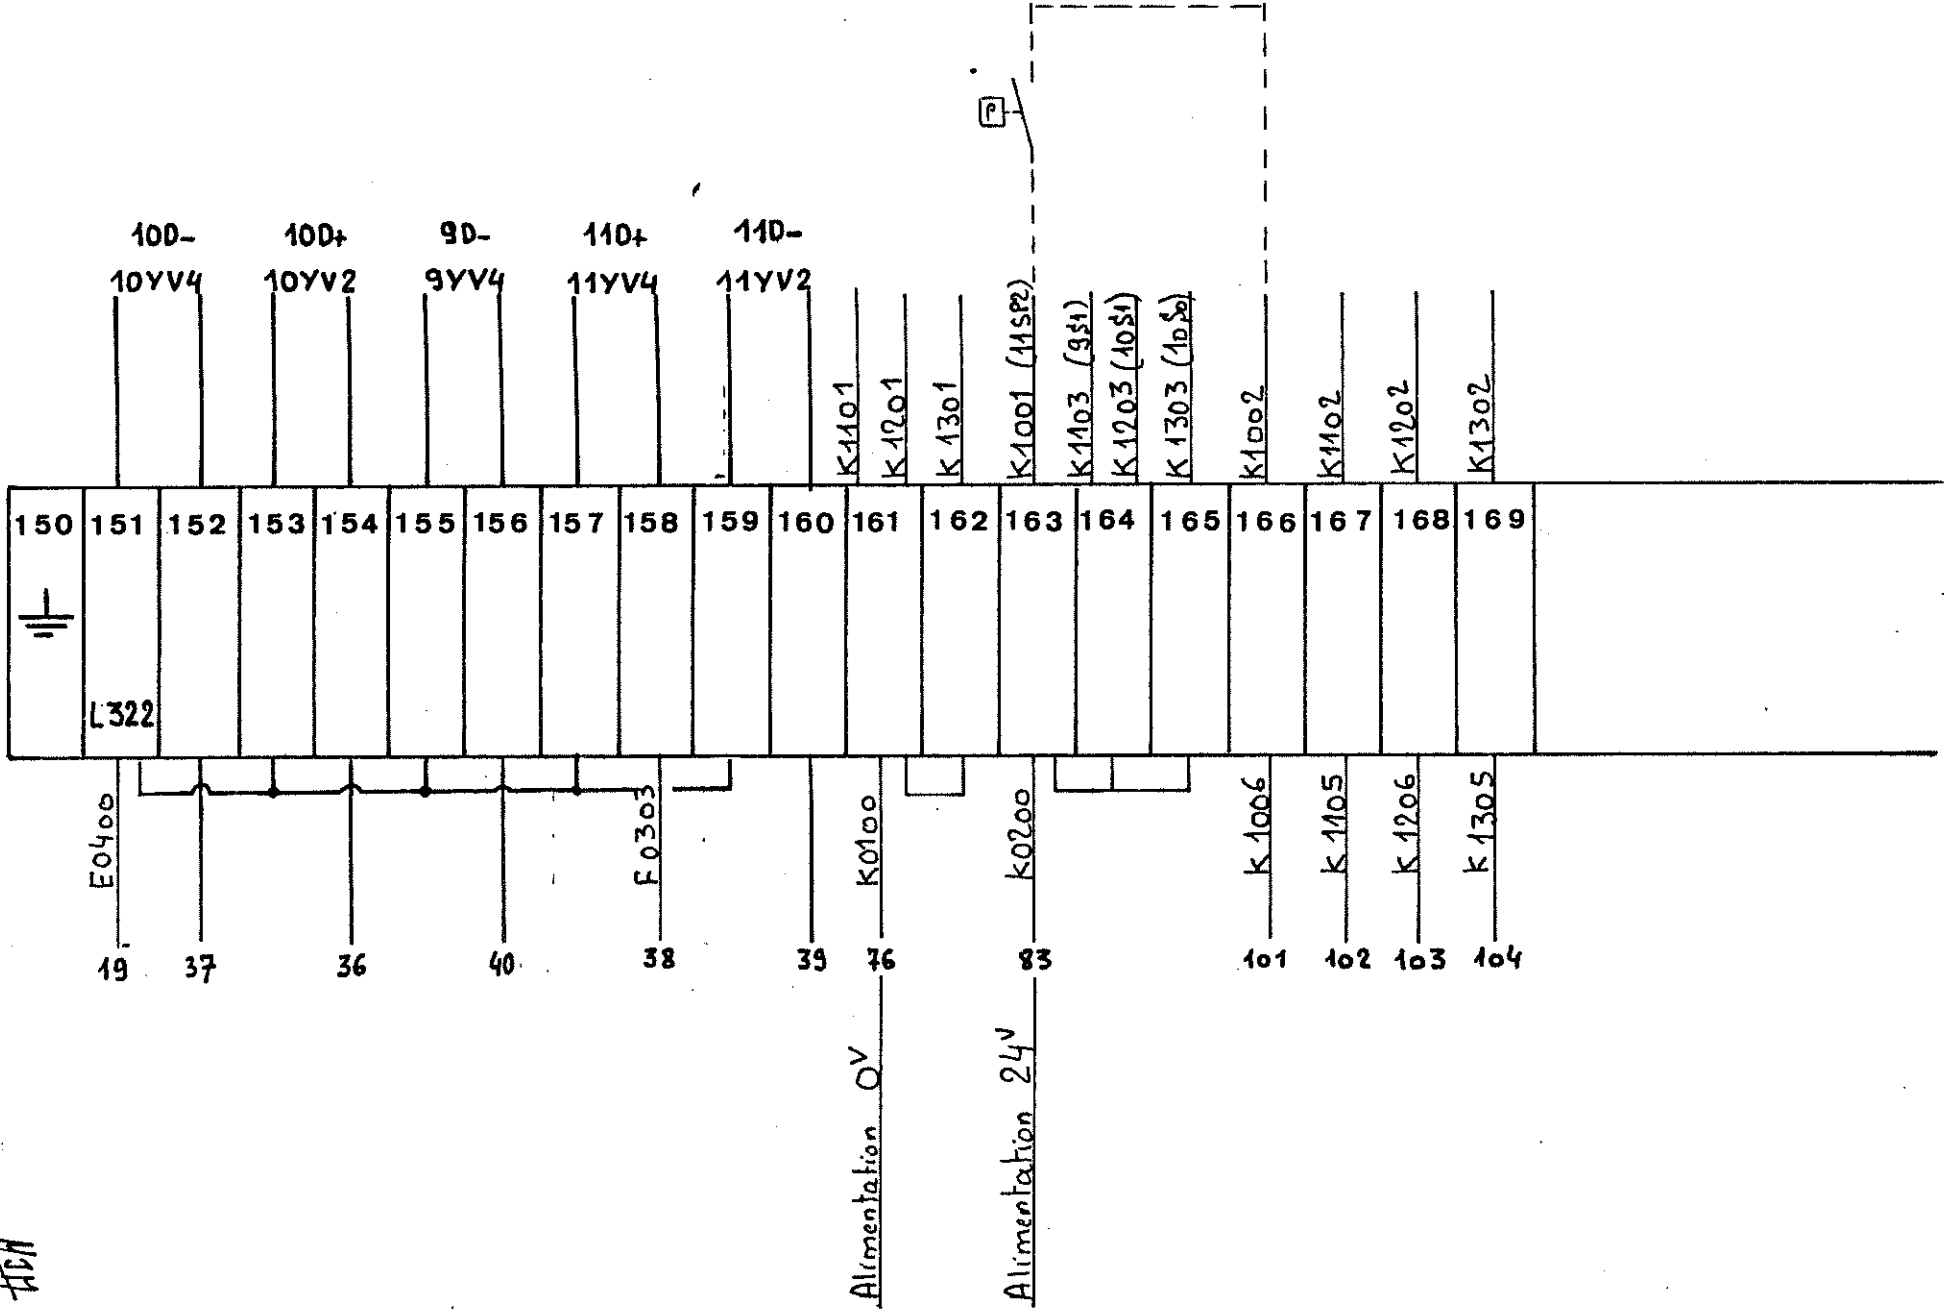 P
10D- 10D+ 9D- 11D+ 11D-
10YV4 10YV2 9YV4 11YV4 11YV2
K1101 K1201 K1301 K1001 (11SP2) K1103 (9S1) K1203 (10S1) K1303 (10S0) K1002 K1102 K1202 K1302
150 151 152 153 154 155 156 157 158 159 160 161 162 163 164 165 166 167 168 169
L322
E0400 F0303 K0100 K0200 K1006 K1105 K1206 K1305
19 37 36 40 38 39 76 83 101 102 103 104
Alimentation 0V
Alimentation 24V